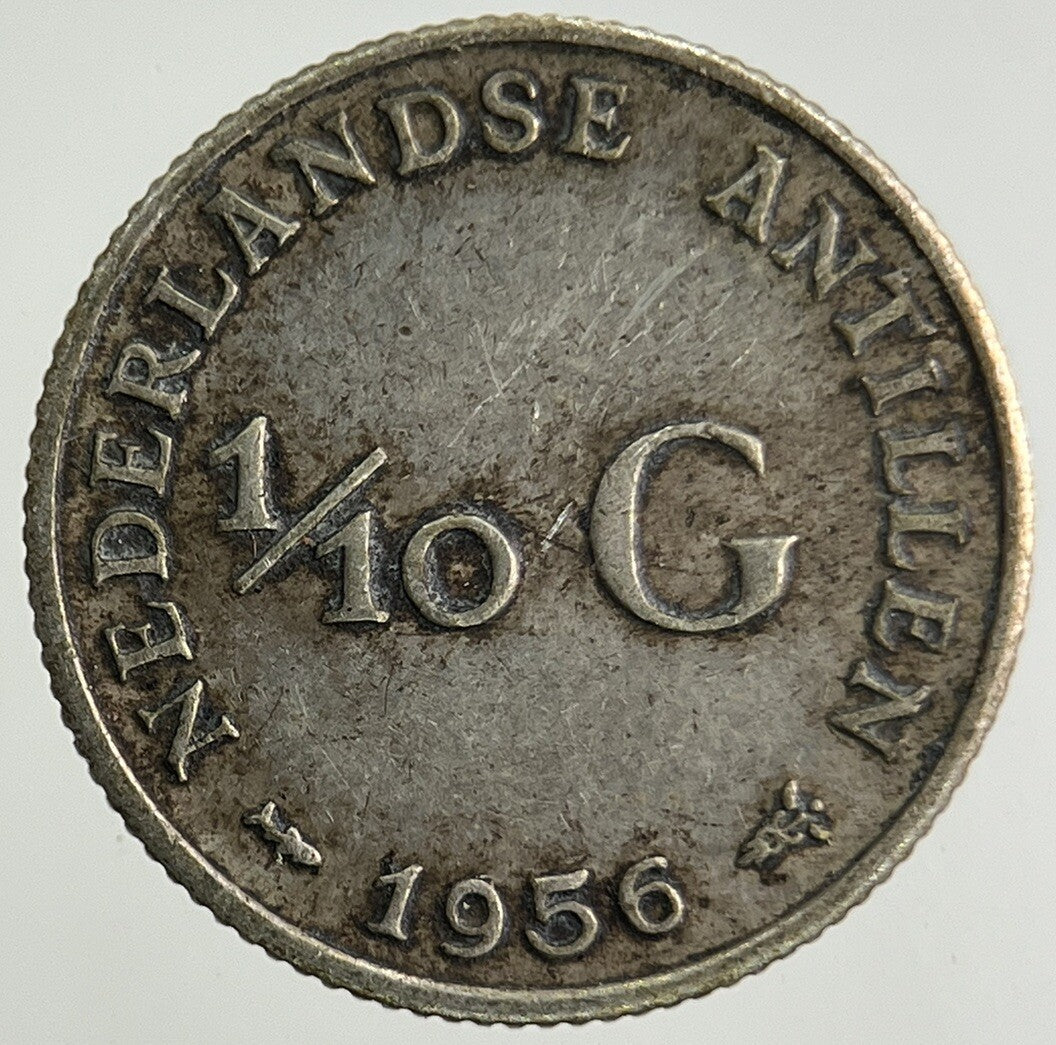 NEDERLANDSE ANTILLEN
1/10 G
1956